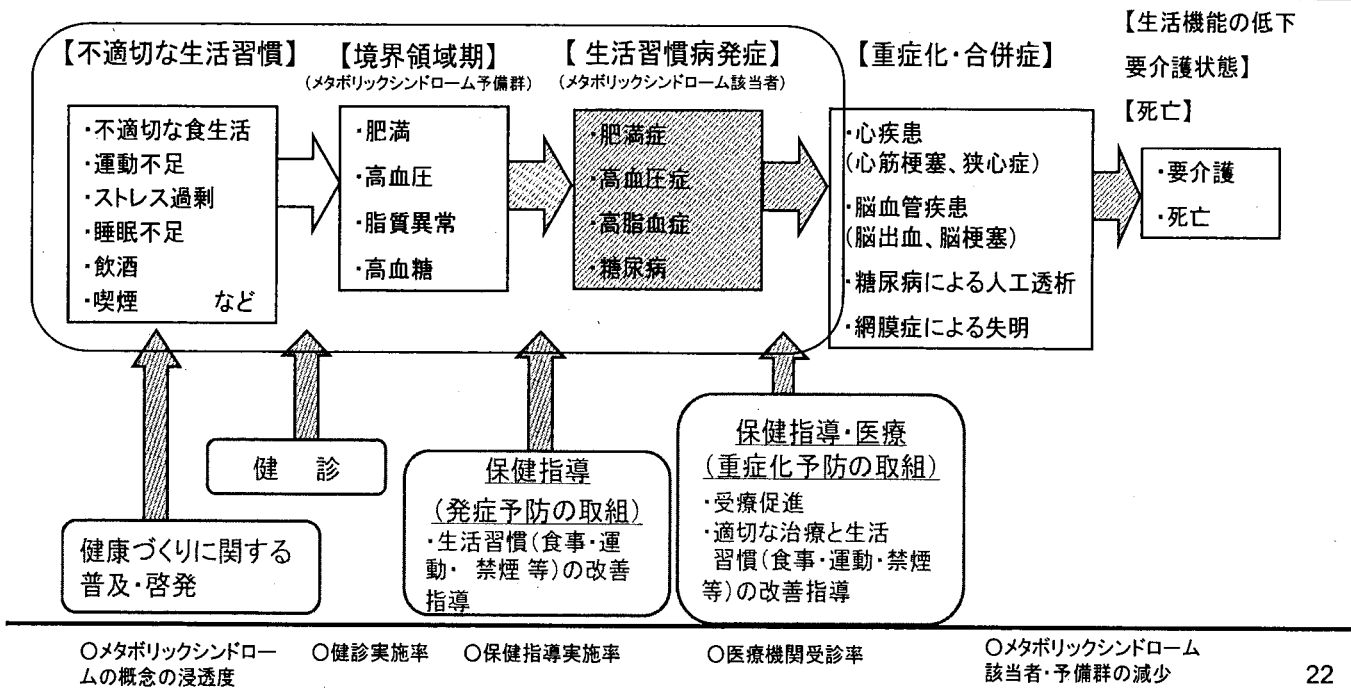 【不適切な生活習慣】
・不適切な食生活
・運動不足
・ストレス過剰
・睡眠不足
・飲酒
・喫煙 など
【境界領域期】
(メタボリックシンドローム予備群)
・肥満
・高血圧
・脂質異常
・高血糖
【 生活習慣病発症】
(メタボリックシンドローム該当者)
・肥満症
・高血圧症
・高脂血症
・糖尿病
【重症化・合併症】
・心疾患
(心筋梗塞、狭心症)
・脳血管疾患
(脳出血、脳梗塞)
・糖尿病による人工透析
・網膜症による失明
【生活機能の低下
要介護状態】
【死亡】
・要介護
・死亡
健康づくりに関する
普及・啓発
健 診
保健指導
(発症予防の取組)
・生活習慣(食事・運
動・ 禁煙 等)の改善
指導
保健指導・医療
(重症化予防の取組)
・受療促進
・適切な治療と生活
習慣(食事・運動・禁煙
等)の改善指導
〇メタボリックシンドロー
ムの概念の浸透度
〇健診実施率
〇保健指導実施率
〇医療機関受診率
〇メタボリックシンドローム
該当者・予備群の減少
22